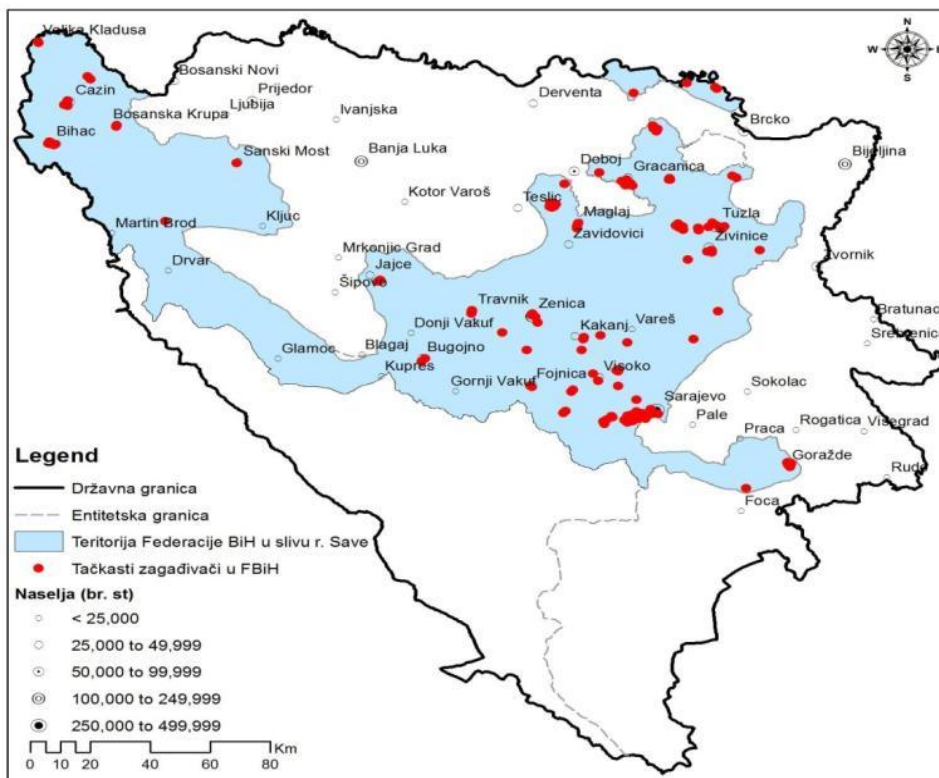 Velika Kladusa
N
W
E
S
Bosanski Novi
Cazin
Prijedor
Ljubija
Derventa
Bosanska Krupa
Ivanjska
Brcko
Bihac
Banja Luka
Bijeljina
Sanski Most
Doboj
Gracanica
Kotor Varoš
Teslic
Maglaj
Tuzla
Martin Brod
Kljuc
Zavidovici
Zivinice
Mrkonjic Grad
Drvar
Jajce
Zvornik
Šipovo
Travnik
Zenica
Bratunac
Donji Vakuf
Kakanj
Vareš
Srebrenica
Glamoc
Blagaj
Bugojno
Kupres
Fojnica
Visoko
Gornji Vakuf
Sarajevo
Sokolac
Pale
Rogatica
Višegrad
Praca
Goražde
Rudo
Foca
Legend
Državna granica
Entitetska granica
Teritorija Federacije BiH u slivu r. Save
Tačkasti zagađivači u FBiH
Naselja (br. st)
< 25,000
25,000 to 49,999
50,000 to 99,999
100,000 to 249,999
250,000 to 499,999
Km
0 10 20 40 60 80